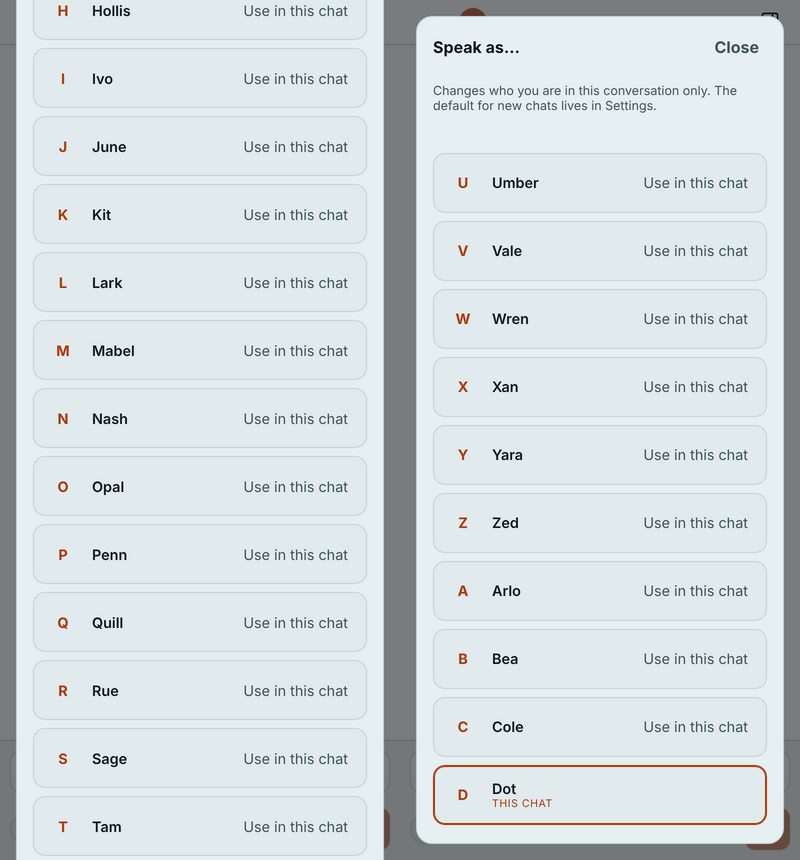 H Hollis Use in this chat
I Ivo Use in this chat
J June Use in this chat
K Kit Use in this chat
L Lark Use in this chat
M Mabel Use in this chat
N Nash Use in this chat
O Opal Use in this chat
P Penn Use in this chat
Q Quill Use in this chat
R Rue Use in this chat
S Sage Use in this chat
T Tam Use in this chat
Speak as... Close
Changes who you are in this conversation only. The
default for new chats lives in Settings.
U Umber Use in this chat
V Vale Use in this chat
W Wren Use in this chat
X Xan Use in this chat
Y Yara Use in this chat
Z Zed Use in this chat
A Arlo Use in this chat
B Bea Use in this chat
C Cole Use in this chat
D Dot
THIS CHAT